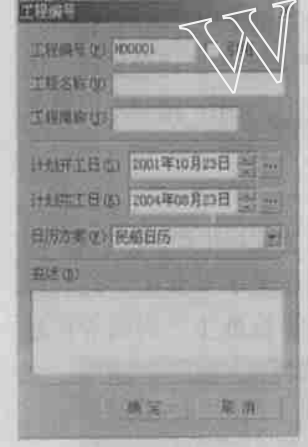 工程编号
工程编号(X) H00001
工程名称(N)
工程简称(J)
计划开工日(S) 2001年10月23日 ...
计划完工日(E) 2004年08月23日 ...
日历方案(Y) 民船日历
描述(D)
确定 取消
W